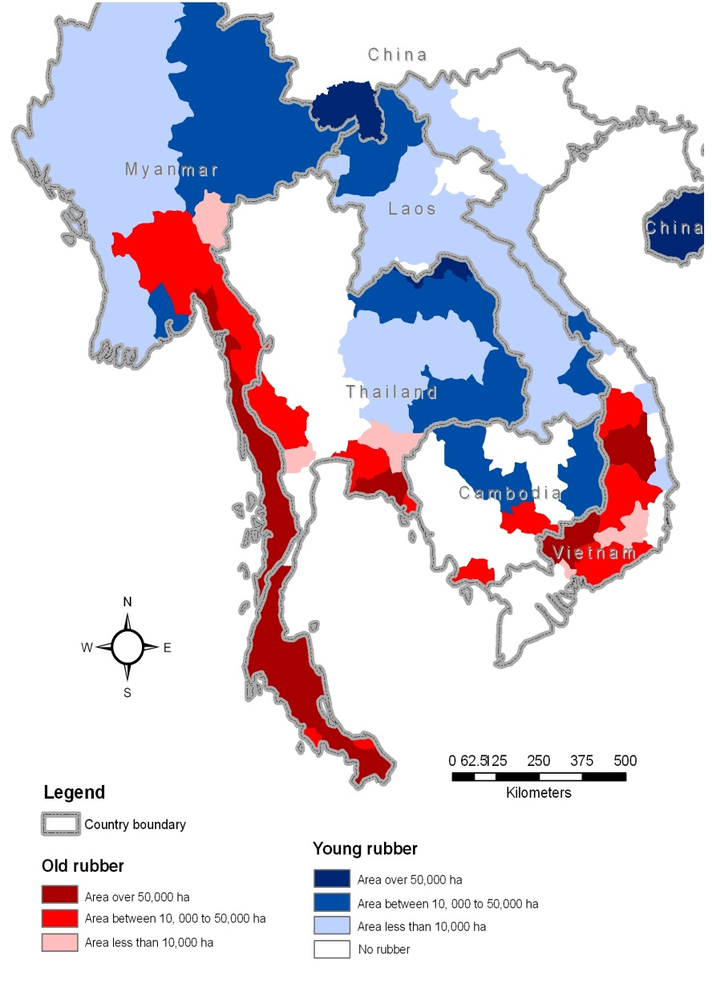 China
Myanmar
Laos
China
Thailand
Cambodia
Vietnam
N
W
E
S
0 62.5125 250 375 500
Kilometers
Legend
Country boundary
Old rubber
Area over 50,000 ha
Area between 10, 000 to 50,000 ha
Area less than 10,000 ha
Young rubber
Area over 50,000 ha
Area between 10, 000 to 50,000 ha
Area less than 10,000 ha
No rubber